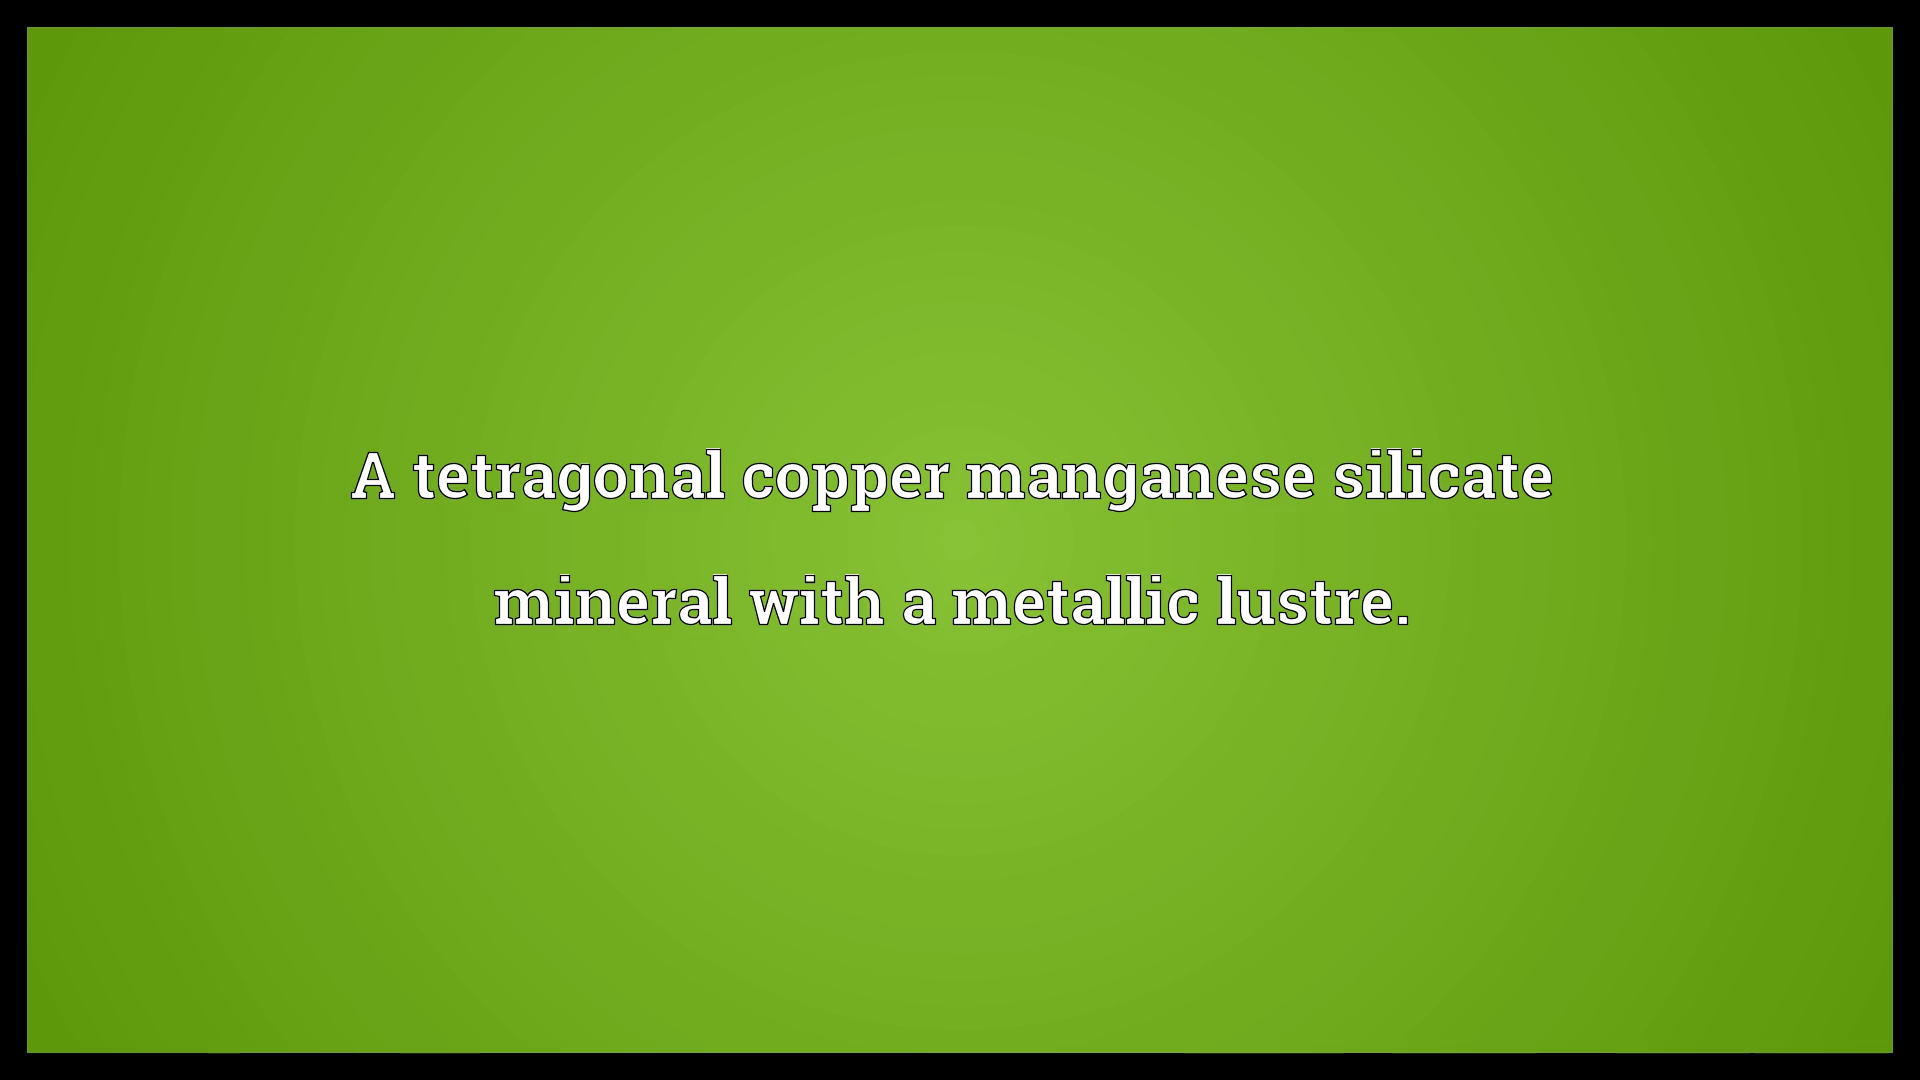 A tetragonal copper manganese silicate
mineral with a metallic lustre.